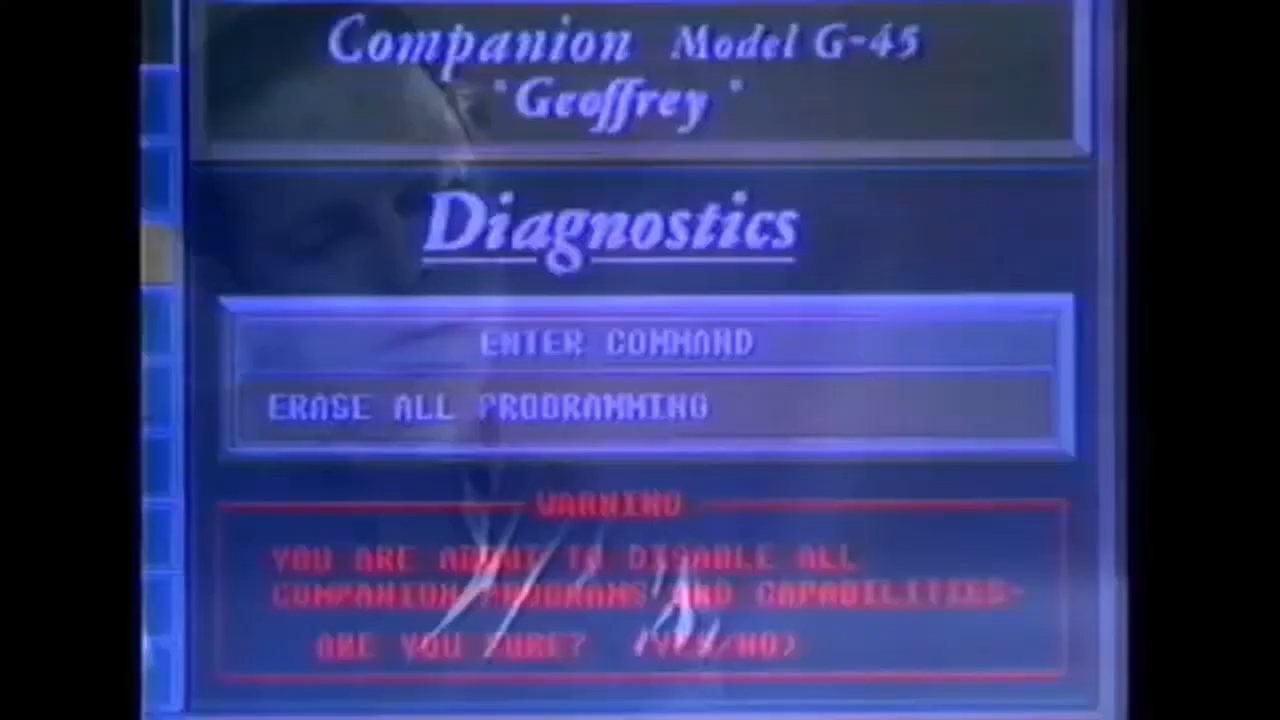 Companion Model G-45
"Geoffrey"
Diagnostics
ENTER COMMAND
ERASE ALL PROGRAMMING
WARNING
YOU ARE ABOUT TO DISABLE ALL
COMPANION PROGRAMS AND CAPABILITIES-
ARE YOU SURE? (YES/NO)